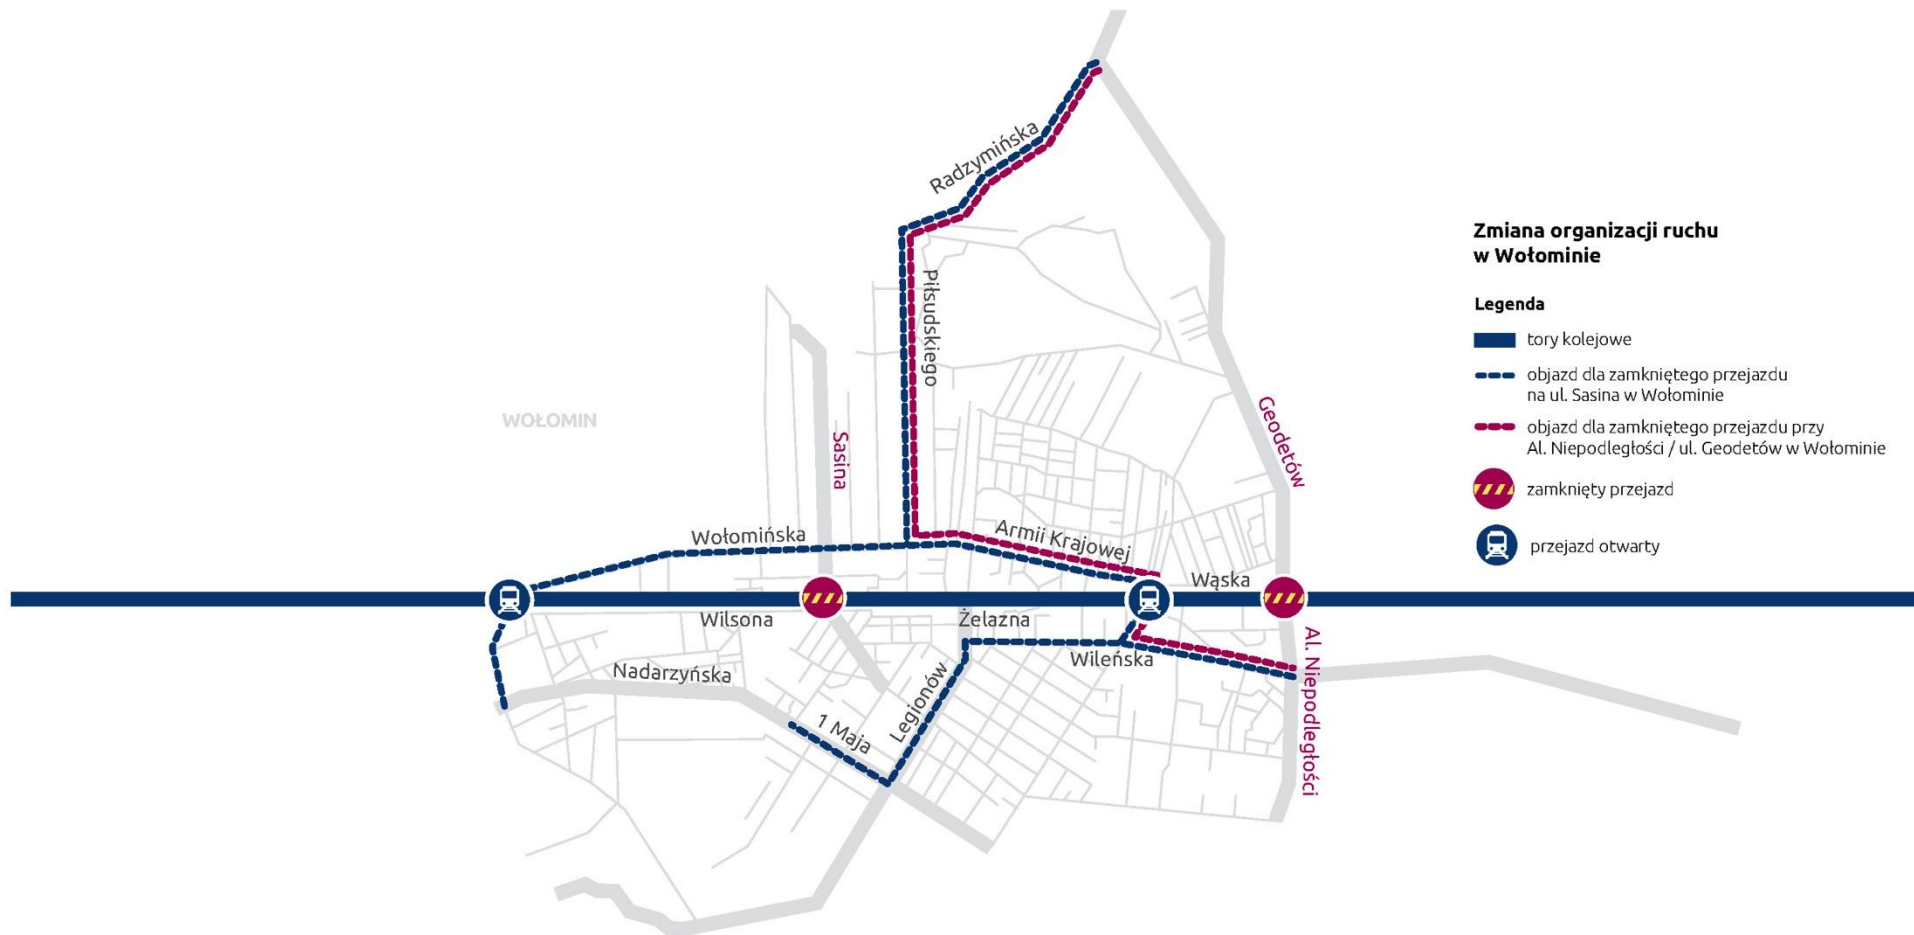 Radzymińska
Piłsudskiego
WOŁOMIN
Sasina
Geodetów
Wołomińska
Armii Krajowej
Wąska
Wilsona
Żelazna
Wileńska
Nadarzyńska
Legionów
1 Maja
Al. Niepodległości
Zmiana organizacji ruchu
w Wołominie
Legenda
tory kolejowe
objazd dla zamkniętego przejazdu
na ul. Sasina w Wołominie
objazd dla zamkniętego przejazdu przy
Al. Niepodległości / ul. Geodetów w Wołominie
zamknięty przejazd
przejazd otwarty